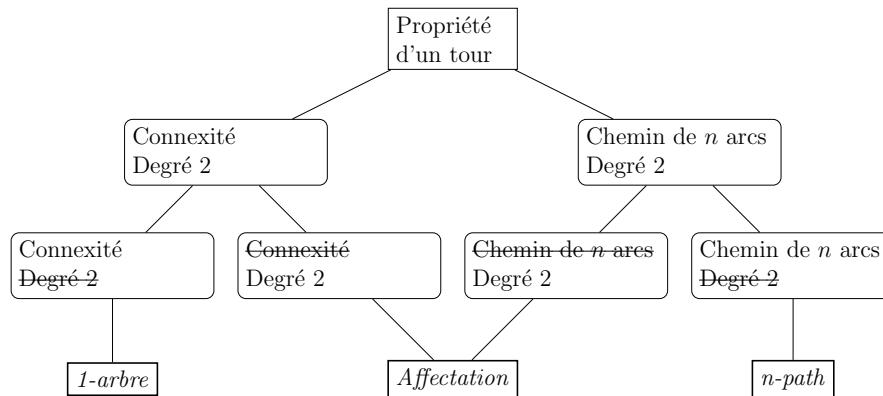 Propriété
d'un tour
Connexité
Degré 2
Chemin de n arcs
Degré 2
Connexité
Degré 2
Connexité
Degré 2
Chemin de n arcs
Degré 2
Chemin de n arcs
Degré 2
1-arbre
Affectation
n-path